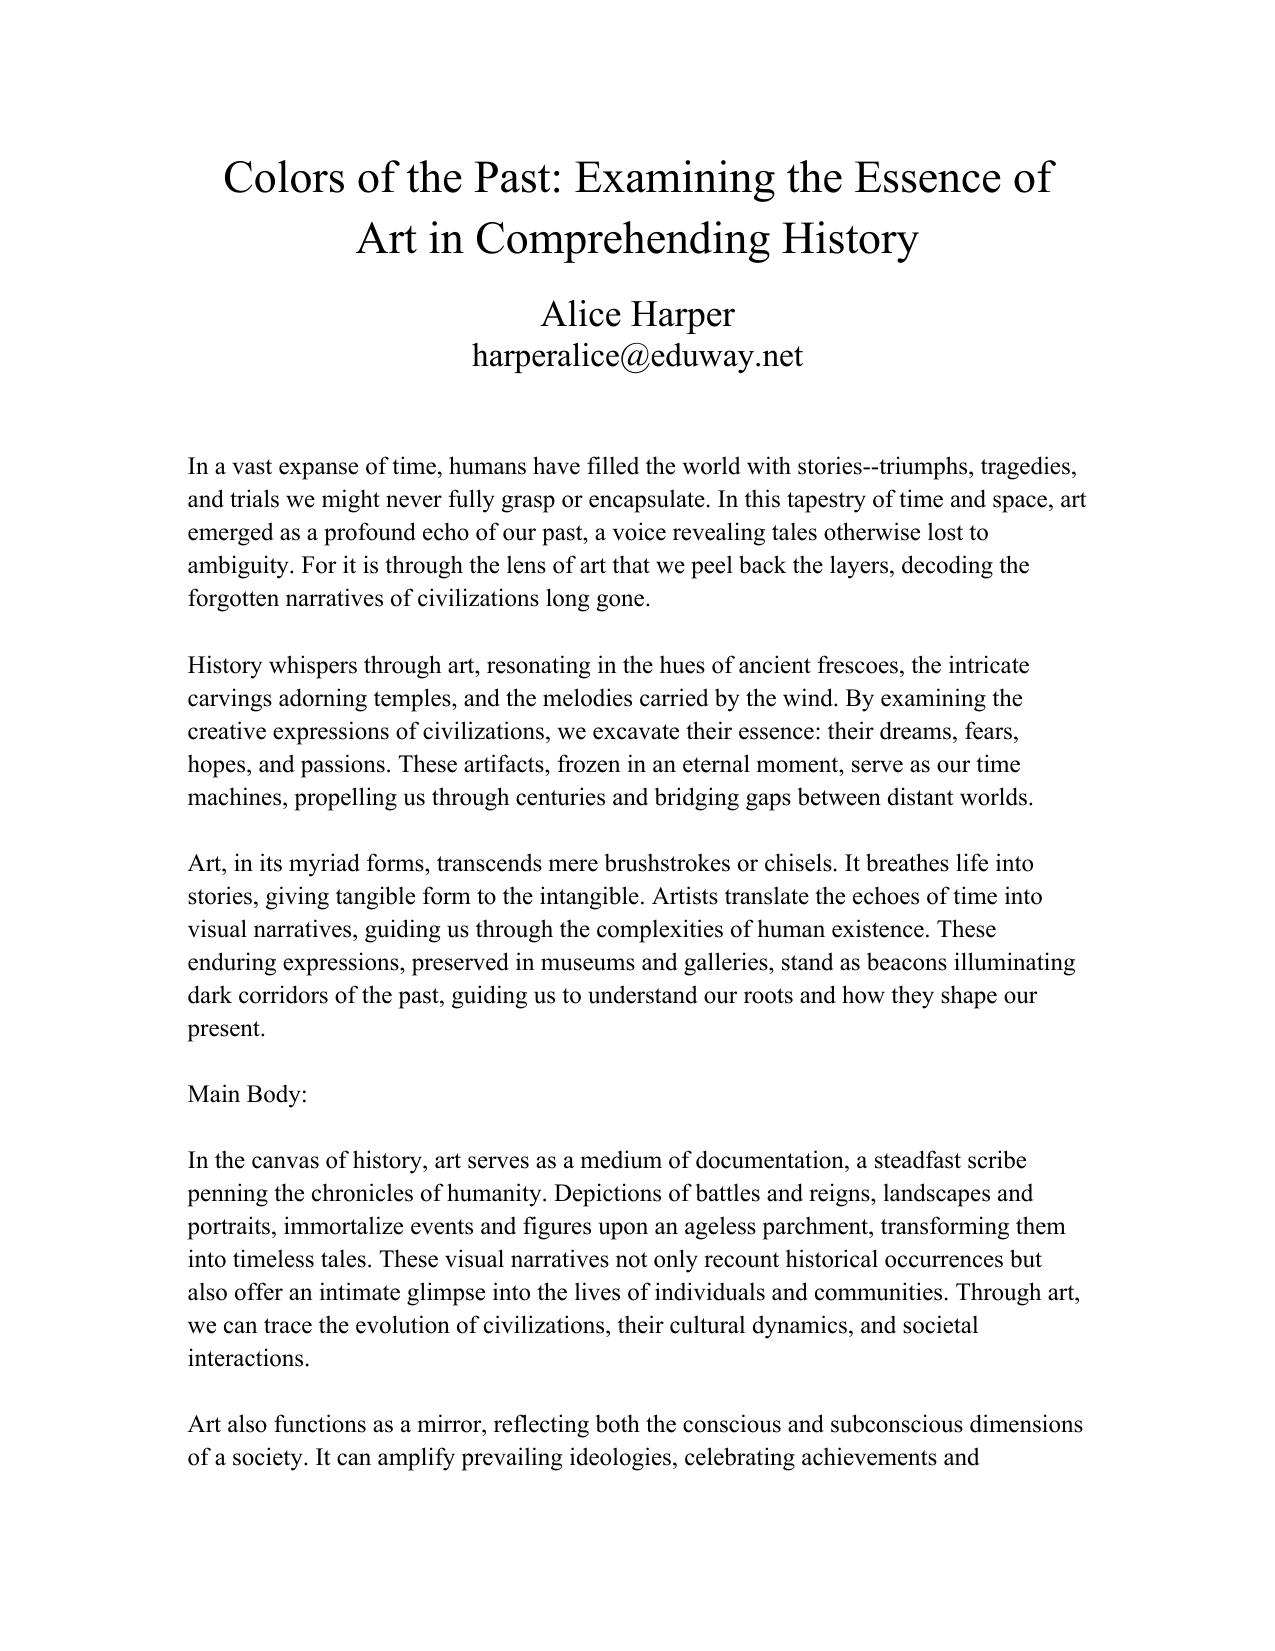 Colors of the Past: Examining the Essence of
Art in Comprehending History
Alice Harper
harperalice@eduway.net
In a vast expanse of time, humans have filled the world with stories--triumphs, tragedies,
and trials we might never fully grasp or encapsulate. In this tapestry of time and space, art
emerged as a profound echo of our past, a voice revealing tales otherwise lost to
ambiguity. For it is through the lens of art that we peel back the layers, decoding the
forgotten narratives of civilizations long gone.
History whispers through art, resonating in the hues of ancient frescoes, the intricate
carvings adorning temples, and the melodies carried by the wind. By examining the
creative expressions of civilizations, we excavate their essence: their dreams, fears,
hopes, and passions. These artifacts, frozen in an eternal moment, serve as our time
machines, propelling us through centuries and bridging gaps between distant worlds.
Art, in its myriad forms, transcends mere brushstrokes or chisels. It breathes life into
stories, giving tangible form to the intangible. Artists translate the echoes of time into
visual narratives, guiding us through the complexities of human existence. These
enduring expressions, preserved in museums and galleries, stand as beacons illuminating
dark corridors of the past, guiding us to understand our roots and how they shape our
present.
Main Body:
In the canvas of history, art serves as a medium of documentation, a steadfast scribe
penning the chronicles of humanity. Depictions of battles and reigns, landscapes and
portraits, immortalize events and figures upon an ageless parchment, transforming them
into timeless tales. These visual narratives not only recount historical occurrences but
also offer an intimate glimpse into the lives of individuals and communities. Through art,
we can trace the evolution of civilizations, their cultural dynamics, and societal
interactions.
Art also functions as a mirror, reflecting both the conscious and subconscious dimensions
of a society. It can amplify prevailing ideologies, celebrating achievements and